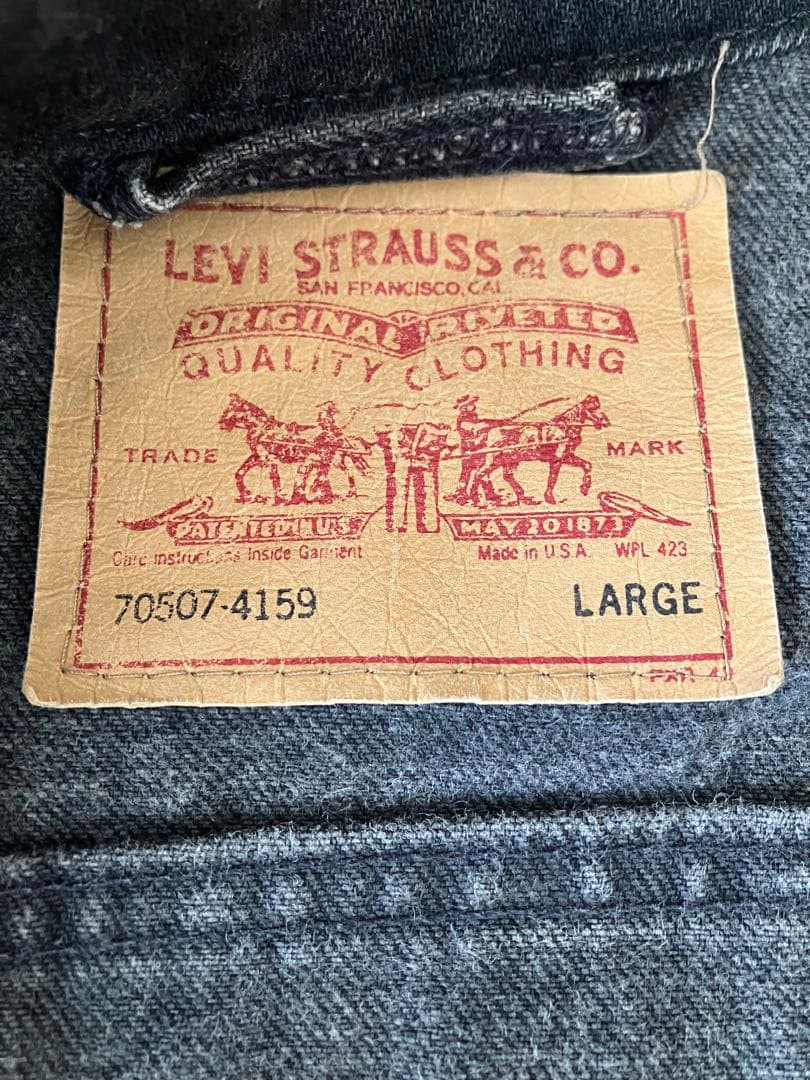 LEVI STRAUSS & CO.
SAN FRANCISCO, CAL.
ORIGINAL RIVETED
QUALITY CLOTHING
TRADE MARK
PATENTED IN U.S. MAY 20 1873
Care Instructions Inside Garment Made in U.S.A. WPL 423
70507-4159 LARGE